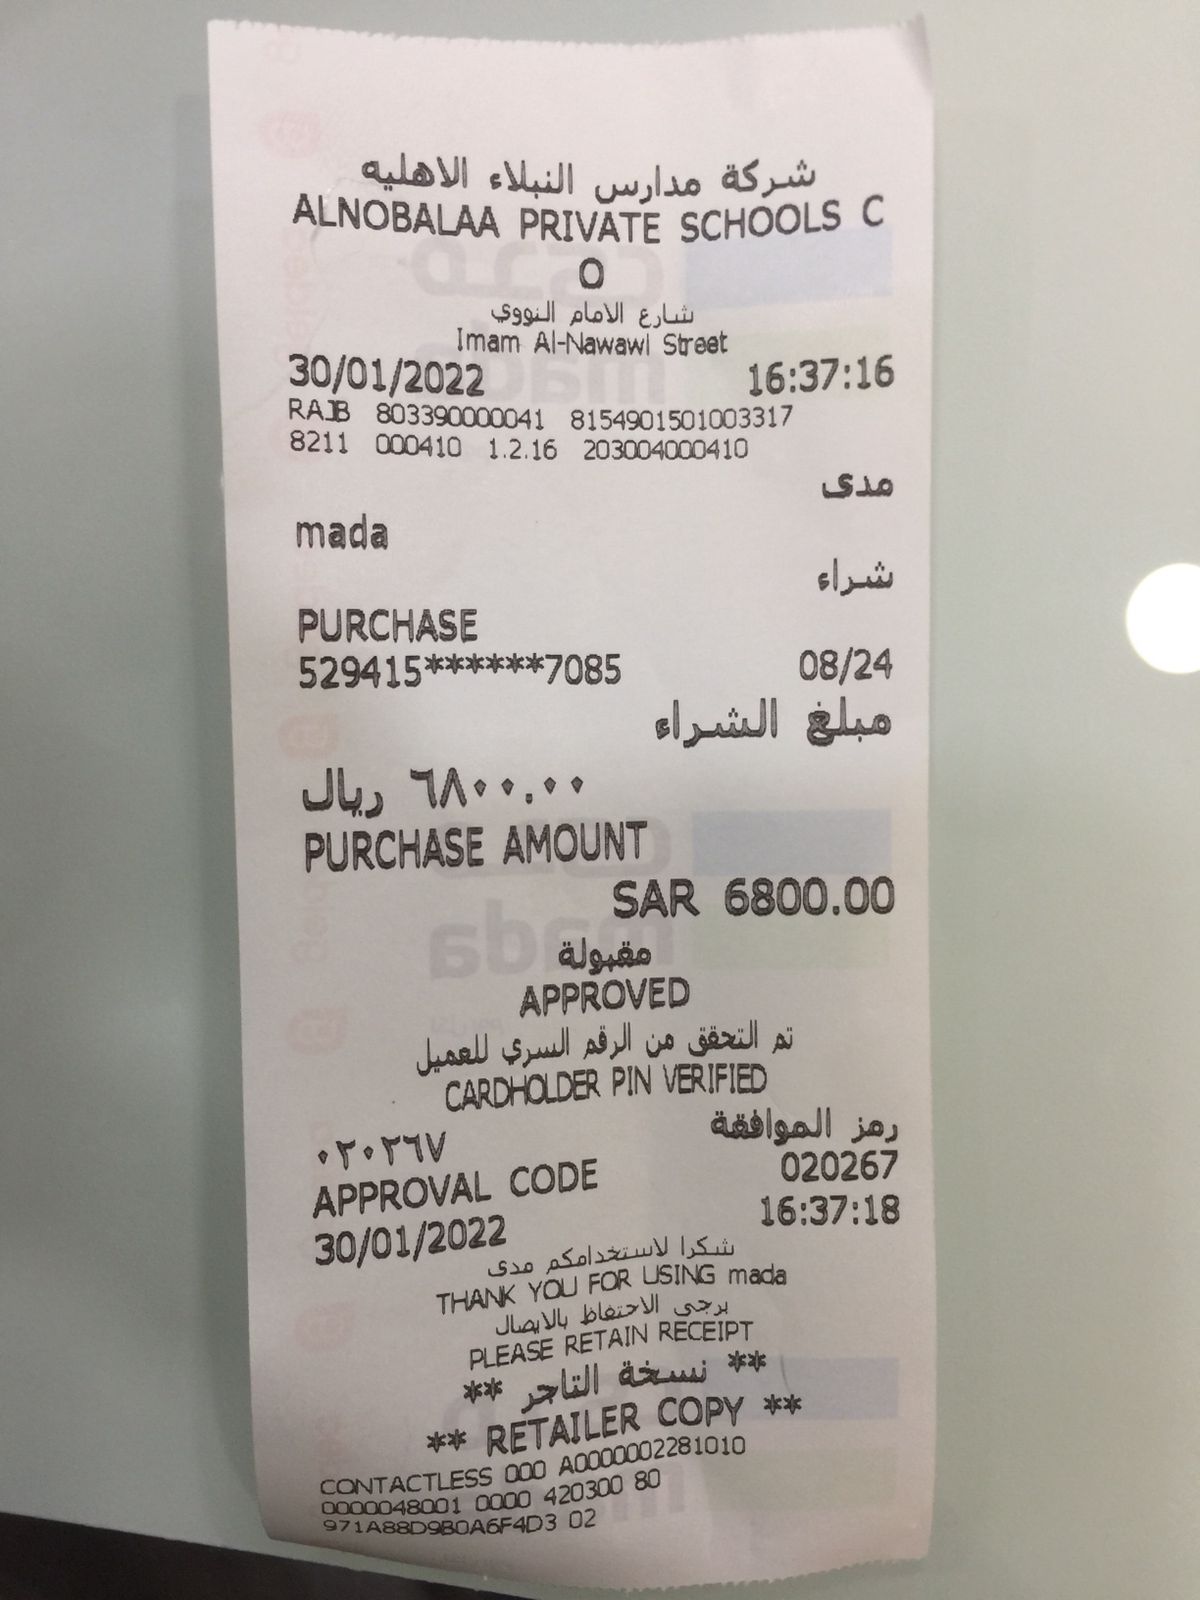 شركة مدارس النبلاء الاهليه
ALNOBALAA PRIVATE SCHOOLS C
O
شارع الامام النووي
Imam Al-Nawawi Street
30/01/2022 16:37:16
RAJB 803390000041 8154901501003317
8211 000410 1.2.16 203004000410
مدى
mada
شراء
PURCHASE
529415******7085 08/24
مبلغ الشراء
٦٨٠٠.٠٠ ريال
PURCHASE AMOUNT
SAR 6800.00
مقبولة
APPROVED
تم التحقق من الرقم السري للعميل
CARDHOLDER PIN VERIFIED
رمز الموافقة ٠٢٠٢٦٧
APPROVAL CODE 020267
30/01/2022 16:37:18
شكرا لاستخدامكم مدى
THANK YOU FOR USING mada
يرجى الاحتفاظ بالايصال
PLEASE RETAIN RECEIPT
** نسخة التاجر **
** RETAILER COPY **
CONTACTLESS 000 A0000002281010
0000048001 0000 420300 80
971A88D9B0A6F4D3 02